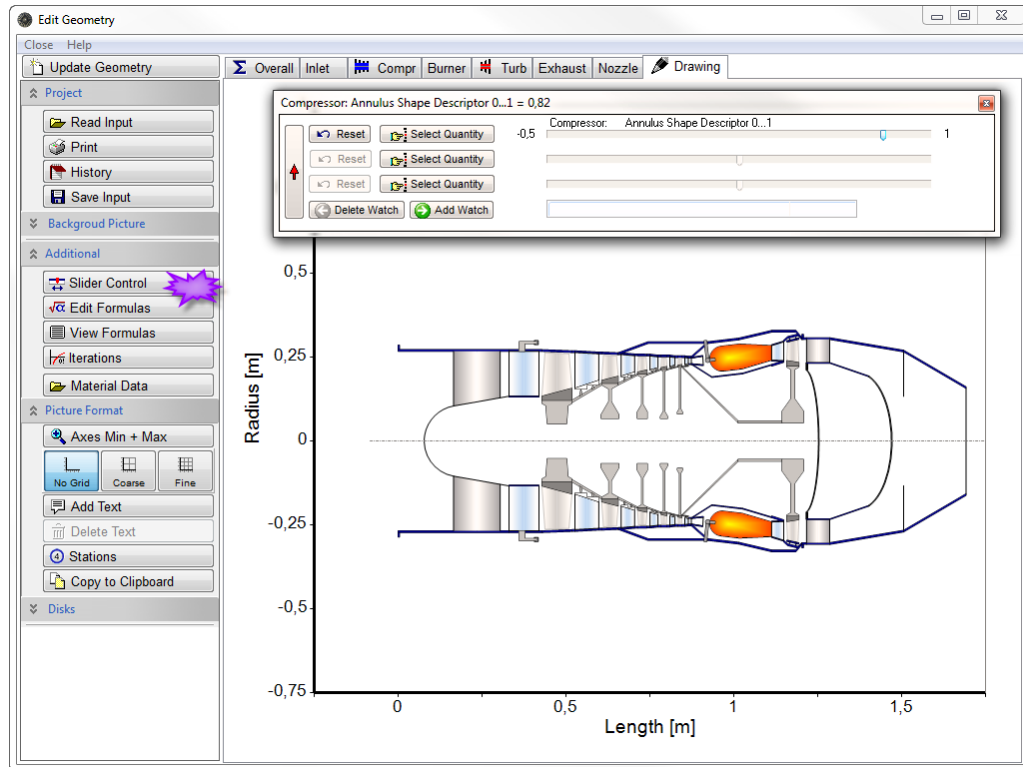 Edit Geometry
Close Help
Update Geometry
Overall Inlet Compr Burner Turb Exhaust Nozzle Drawing
Project
Read Input
Print
History
Save Input
Backgroud Picture
Additional
Slider Control
Edit Formulas
View Formulas
Iterations
Material Data
Picture Format
Axes Min + Max
No Grid Coarse Fine
Add Text
Delete Text
4 Stations
Copy to Clipboard
Disks
Compressor: Annulus Shape Descriptor 0...1 = 0,82
Compressor: Annulus Shape Descriptor 0...1
Reset Select Quantity -0,5 1
Reset Select Quantity
Reset Select Quantity
Delete Watch Add Watch
0,5
0,25
0
-0,25
-0,5
-0,75
Radius [m]
0 0,5 1 1,5
Length [m]